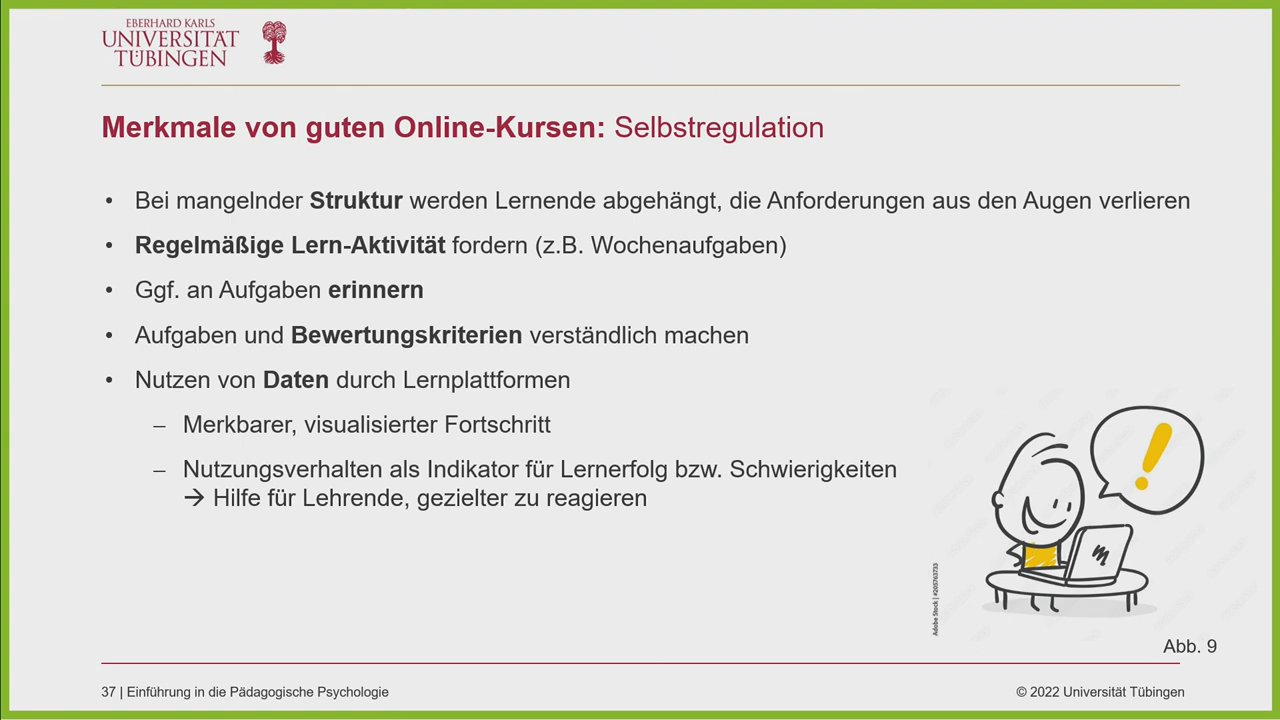 EBERHARD KARLS
UNIVERSITÄT
TÜBINGEN
Merkmale von guten Online-Kursen: Selbstregulation
• Bei mangelnder Struktur werden Lernende abgehängt, die Anforderungen aus den Augen verlieren
• Regelmäßige Lern-Aktivität fordern (z.B. Wochenaufgaben)
• Ggf. an Aufgaben erinnern
• Aufgaben und Bewertungskriterien verständlich machen
• Nutzen von Daten durch Lernplattformen
– Merkbarer, visualisierter Fortschritt
– Nutzungsverhalten als Indikator für Lernerfolg bzw. Schwierigkeiten
→ Hilfe für Lehrende, gezielter zu reagieren
!
Adobe Stock | #205763733
Abb. 9
37 | Einführung in die Pädagogische Psychologie
© 2022 Universität Tübingen